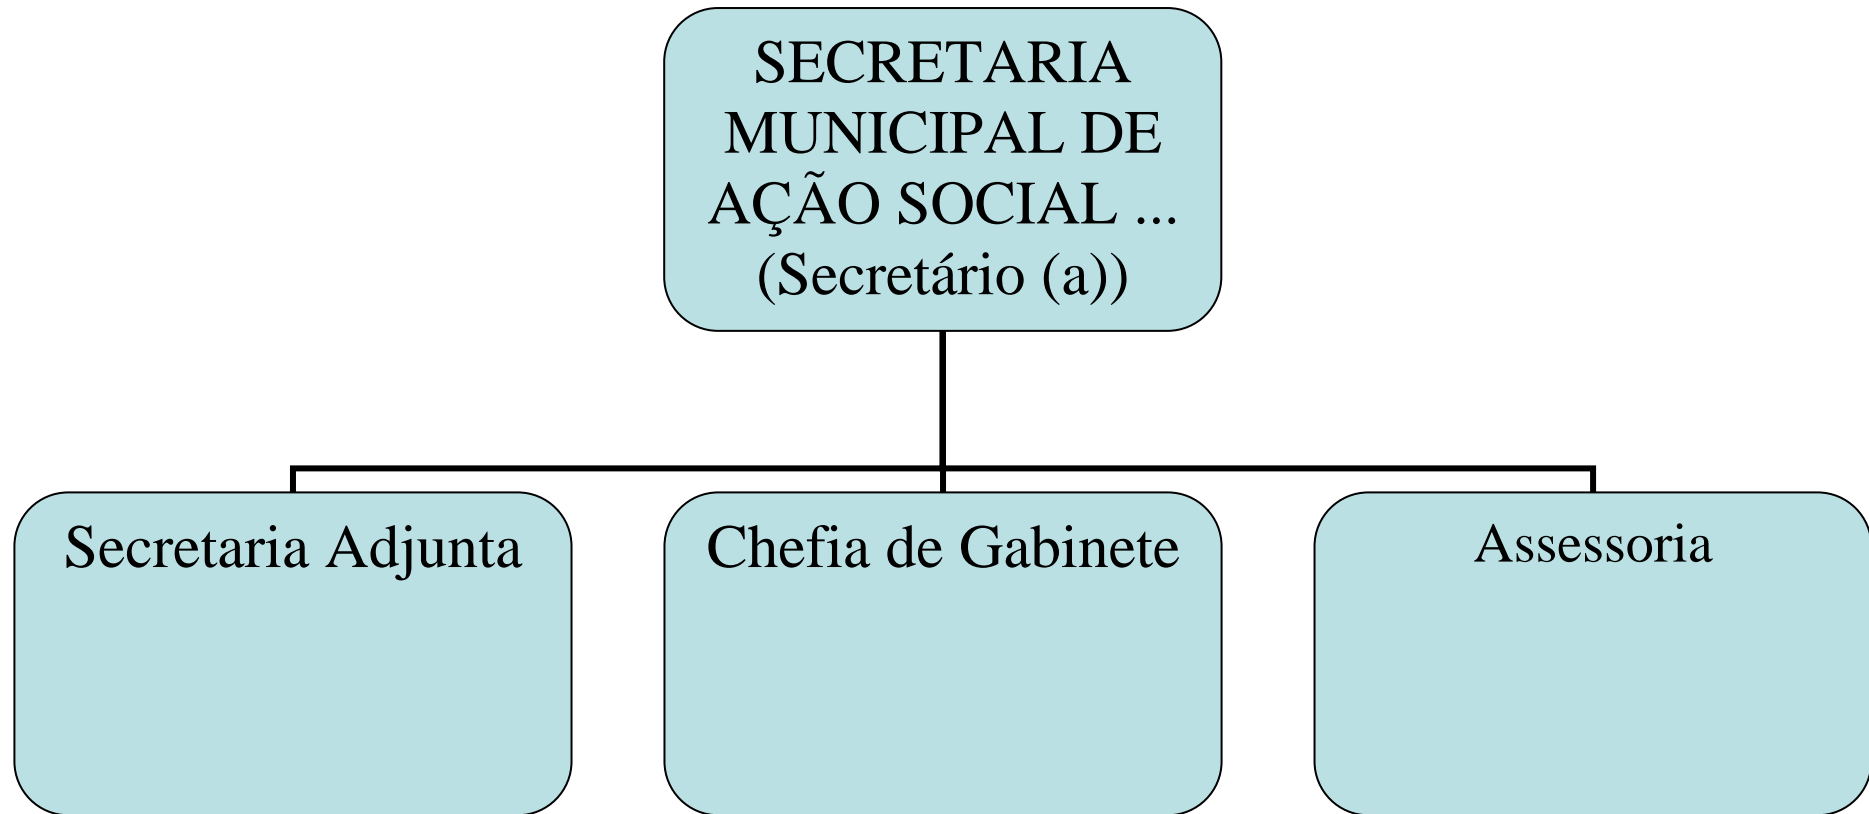 SECRETARIA
MUNICIPAL DE
AÇÃO SOCIAL ...
(Secretário (a))
Secretaria Adjunta
Chefia de Gabinete
Assessoria